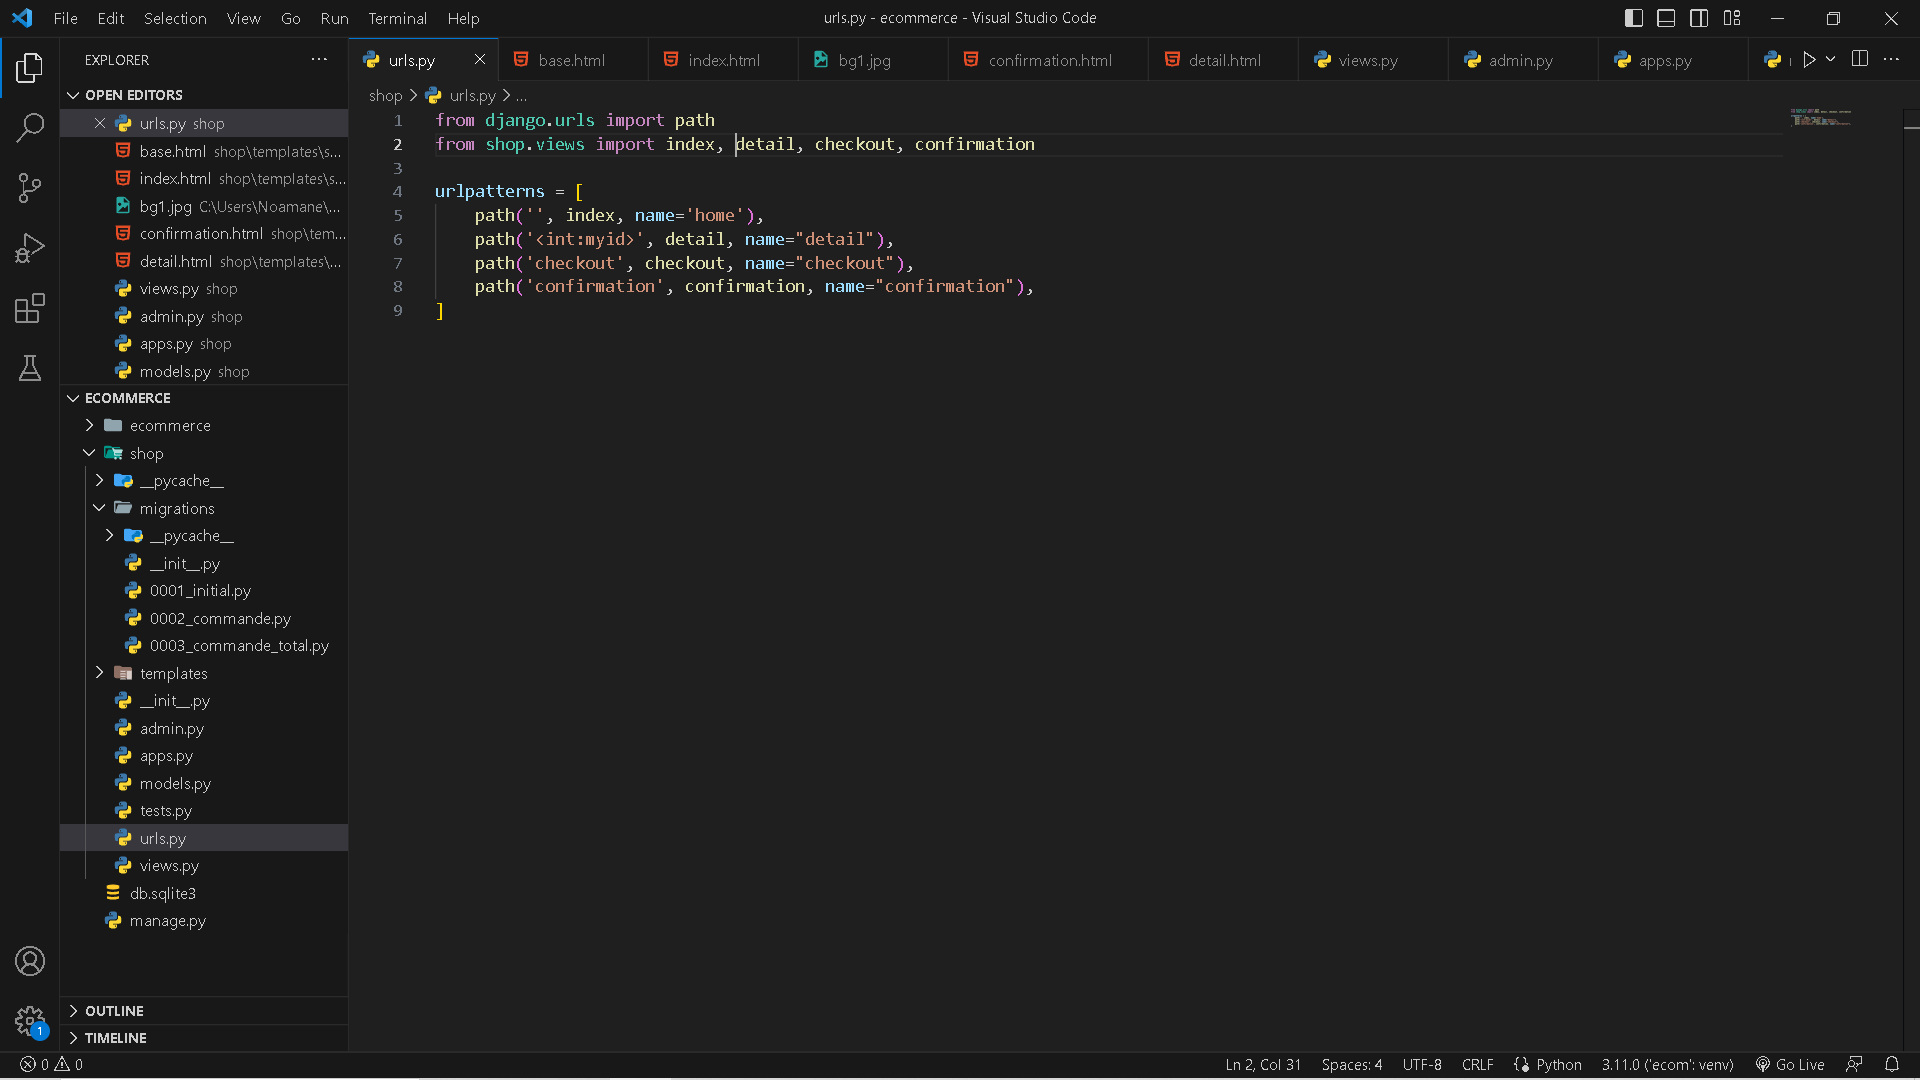 File Edit Selection View Go Run Terminal Help
urls.py - ecommerce - Visual Studio Code
EXPLORER
OPEN EDITORS
urls.py shop
base.html shop\templates\s...
index.html shop\templates\s...
bg1.jpg C:\Users\Noamane\...
confirmation.html shop\tem...
detail.html shop\templates\...
views.py shop
admin.py shop
apps.py shop
models.py shop
ECOMMERCE
ecommerce
shop
__pycache__
migrations
__pycache__
__init__.py
0001_initial.py
0002_commande.py
0003_commande_total.py
templates
__init__.py
admin.py
apps.py
models.py
tests.py
urls.py
views.py
db.sqlite3
manage.py
OUTLINE
TIMELINE
1
urls.py base.html index.html bg1.jpg confirmation.html detail.html views.py admin.py apps.py
shop > urls.py > ...
1 from django.urls import path
2 from shop.views import index, detail, checkout, confirmation
3
4 urlpatterns = [
5 path('', index, name='home'),
6 path('<int:myid>', detail, name="detail"),
7 path('checkout', checkout, name="checkout"),
8 path('confirmation', confirmation, name="confirmation"),
9 ]
0 0 Ln 2, Col 31 Spaces: 4 UTF-8 CRLF Python 3.11.0 ('ecom': venv) Go Live